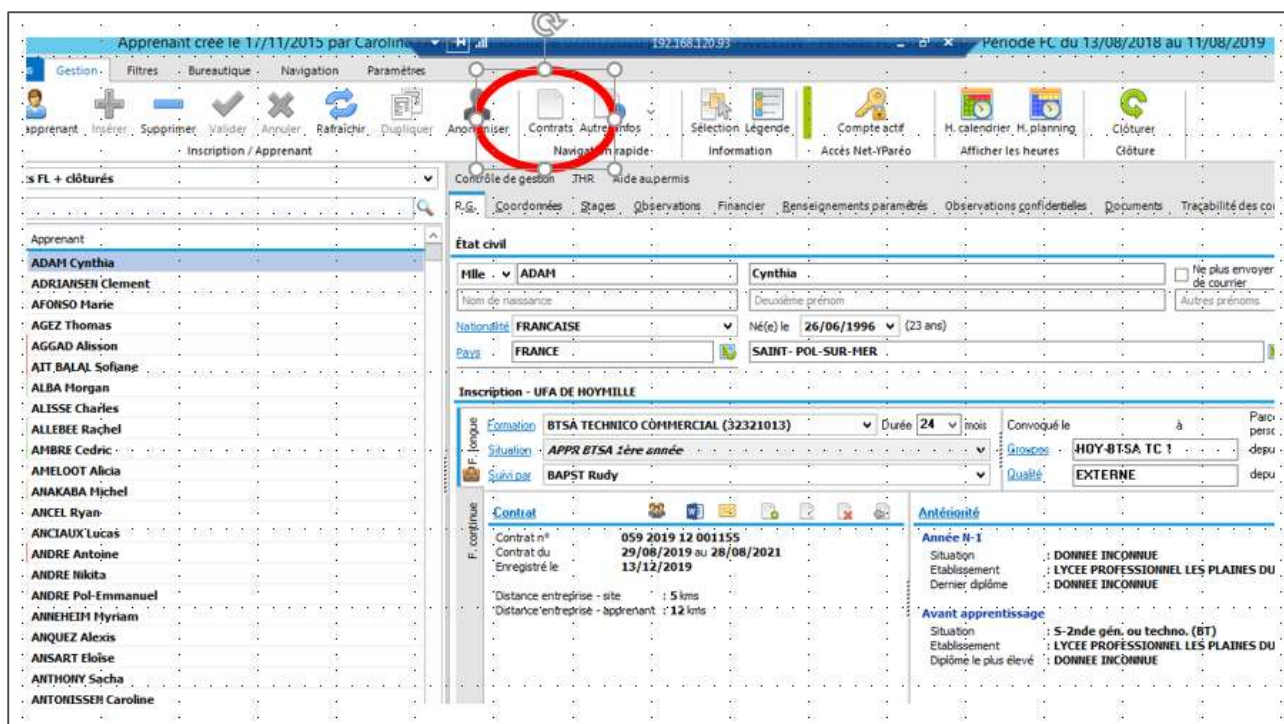 Apprenant crée le 17/11/2015 par Caroline
192.168.120.93
Période FC du 13/08/2018 au 11/08/2019
Gestion Filtres Bureautique Navigation Paramètres
apprenant Insérer Supprimer Valider Annuler Rafraîchir Dupliquer Anonymiser Contrats Autres infos Sélection Légende Compte actif H. calendrier H. planning Clôturer
Inscription / Apprenant Navigation rapide Information Accès Net-YParéo Afficher les heures Clôture
s FL + clôturés
Contrôle de gestion THR Aide au permis
R.G. Coordonnées Stages Observations Financier Renseignements paramétrés Observations confidentielles Documents Traçabilité des cou
Apprenant
ADAM Cynthia
ADRIANSEN Clement
AFONSO Marie
AGEZ Thomas
AGGAD Alisson
AIT BALAL Sofiane
ALBA Morgan
ALISSE Charles
ALLEBEE Rachel
AMBRE Cedric
AMELOOT Alicia
ANAKABA Michel
ANCEL Ryan
ANCIAUX Lucas
ANDRE Antoine
ANDRE Nikita
ANDRE Pol-Emmanuel
ANNEHEIM Myriam
ANQUEZ Alexis
ANSART Eloïse
ANTHONY Sacha
ANTONISSEN Caroline
État civil
Mlle ADAM Cynthia Ne plus envoyer
de courrier
Nom de naissance Deuxième prénom Autres prénoms
Nationalité FRANCAISE Né(e) le 26/06/1996 (23 ans)
Pays FRANCE SAINT- POL-SUR-MER
Inscription - UFA DE HOYMILLE
F. longue
Formation BTSA TECHNICO COMMERCIAL (32321013) Durée 24 mois Convoqué le à Parco
perso
Situation APPR BTSA 1ère année Groupes HOY-BTSA TC 1 depu
Suivi par BAPST Rudy Qualité EXTERNE depu
F. continue
Contrat
Contrat n° 059 2019 12 001155
Contrat du 29/08/2019 au 28/08/2021
Enregistré le 13/12/2019
Distance entreprise - site : 5 kms
Distance entreprise - apprenant : 12 kms
Antériorité
Année N-1
Situation : DONNEE INCONNUE
Etablissement : LYCEE PROFESSIONNEL LES PLAINES DU
Dernier diplôme : DONNEE INCONNUE
Avant apprentissage
Situation : S-2nde gén. ou techno. (BT)
Etablissement : LYCEE PROFESSIONNEL LES PLAINES DU
Diplôme le plus élevé : DONNEE INCONNUE